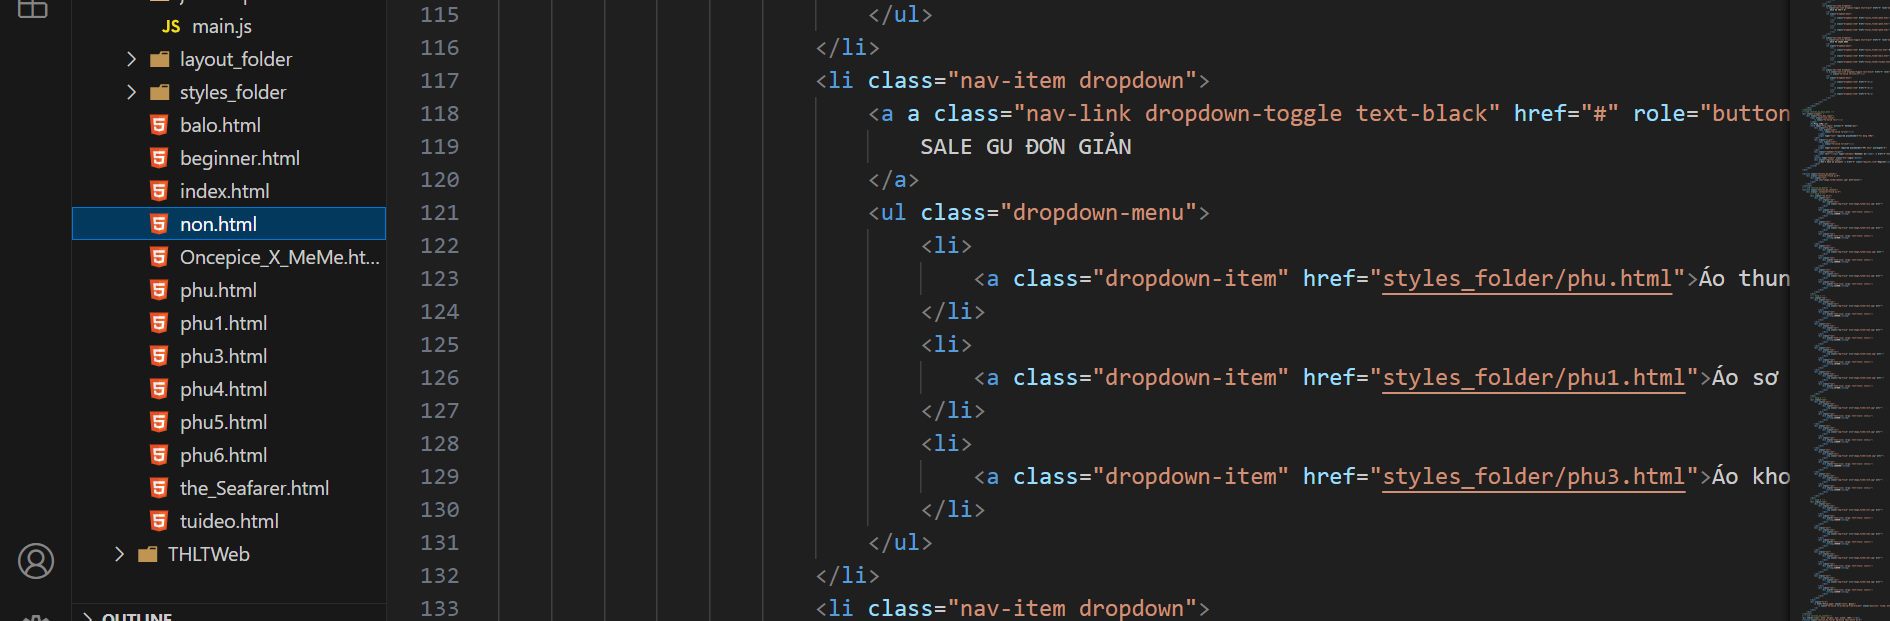 JS main.js
layout_folder
styles_folder
balo.html
beginner.html
index.html
non.html
Oncepice_X_MeMe.ht...
phu.html
phu1.html
phu3.html
phu4.html
phu5.html
phu6.html
the_Seafarer.html
tuideo.html
THLTWeb
OUTLINE
115 </ul>
116 </li>
117 <li class="nav-item dropdown">
118 <a a class="nav-link dropdown-toggle text-black" href="#" role="button
119 SALE GU ĐƠN GIẢN
120 </a>
121 <ul class="dropdown-menu">
122 <li>
123 <a class="dropdown-item" href="styles_folder/phu.html">Áo thun
124 </li>
125 <li>
126 <a class="dropdown-item" href="styles_folder/phu1.html">Áo sơ
127 </li>
128 <li>
129 <a class="dropdown-item" href="styles_folder/phu3.html">Áo kho
130 </li>
131 </ul>
132 </li>
133 <li class="nav-item dropdown">